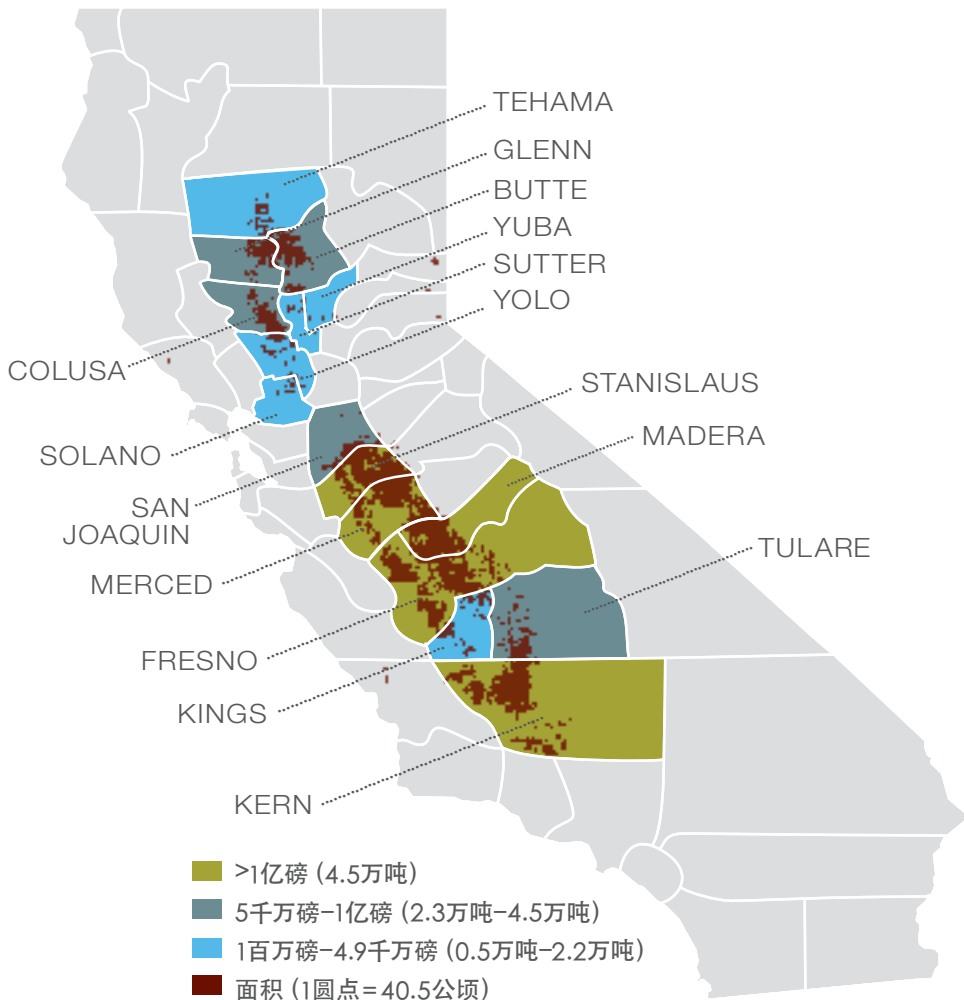 TEHAMA
GLENN
BUTTE
YUBA
SUTTER
YOLO
COLUSA
STANISLAUS
MADERA
SOLANO
SAN
JOAQUIN
TULARE
MERCED
FRESNO
KINGS
KERN
>1亿磅 (4.5万吨)
5千万磅–1亿磅 (2.3万吨–4.5万吨)
1百万磅–4.9千万磅 (0.5万吨–2.2万吨)
面积 (1圆点=40.5公顷)